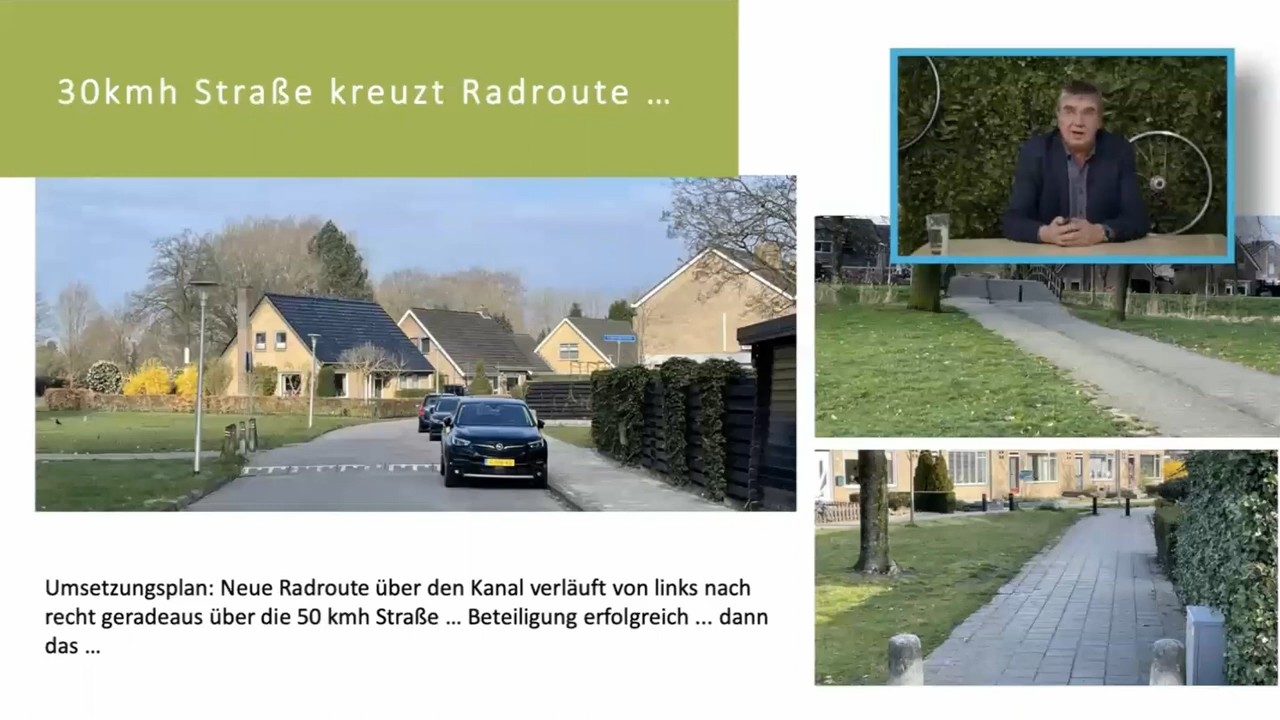 30kmh Straße kreuzt Radroute …
Umsetzungsplan: Neue Radroute über den Kanal verläuft von links nach
recht geradeaus über die 50 kmh Straße … Beteiligung erfolgreich ... dann
das …